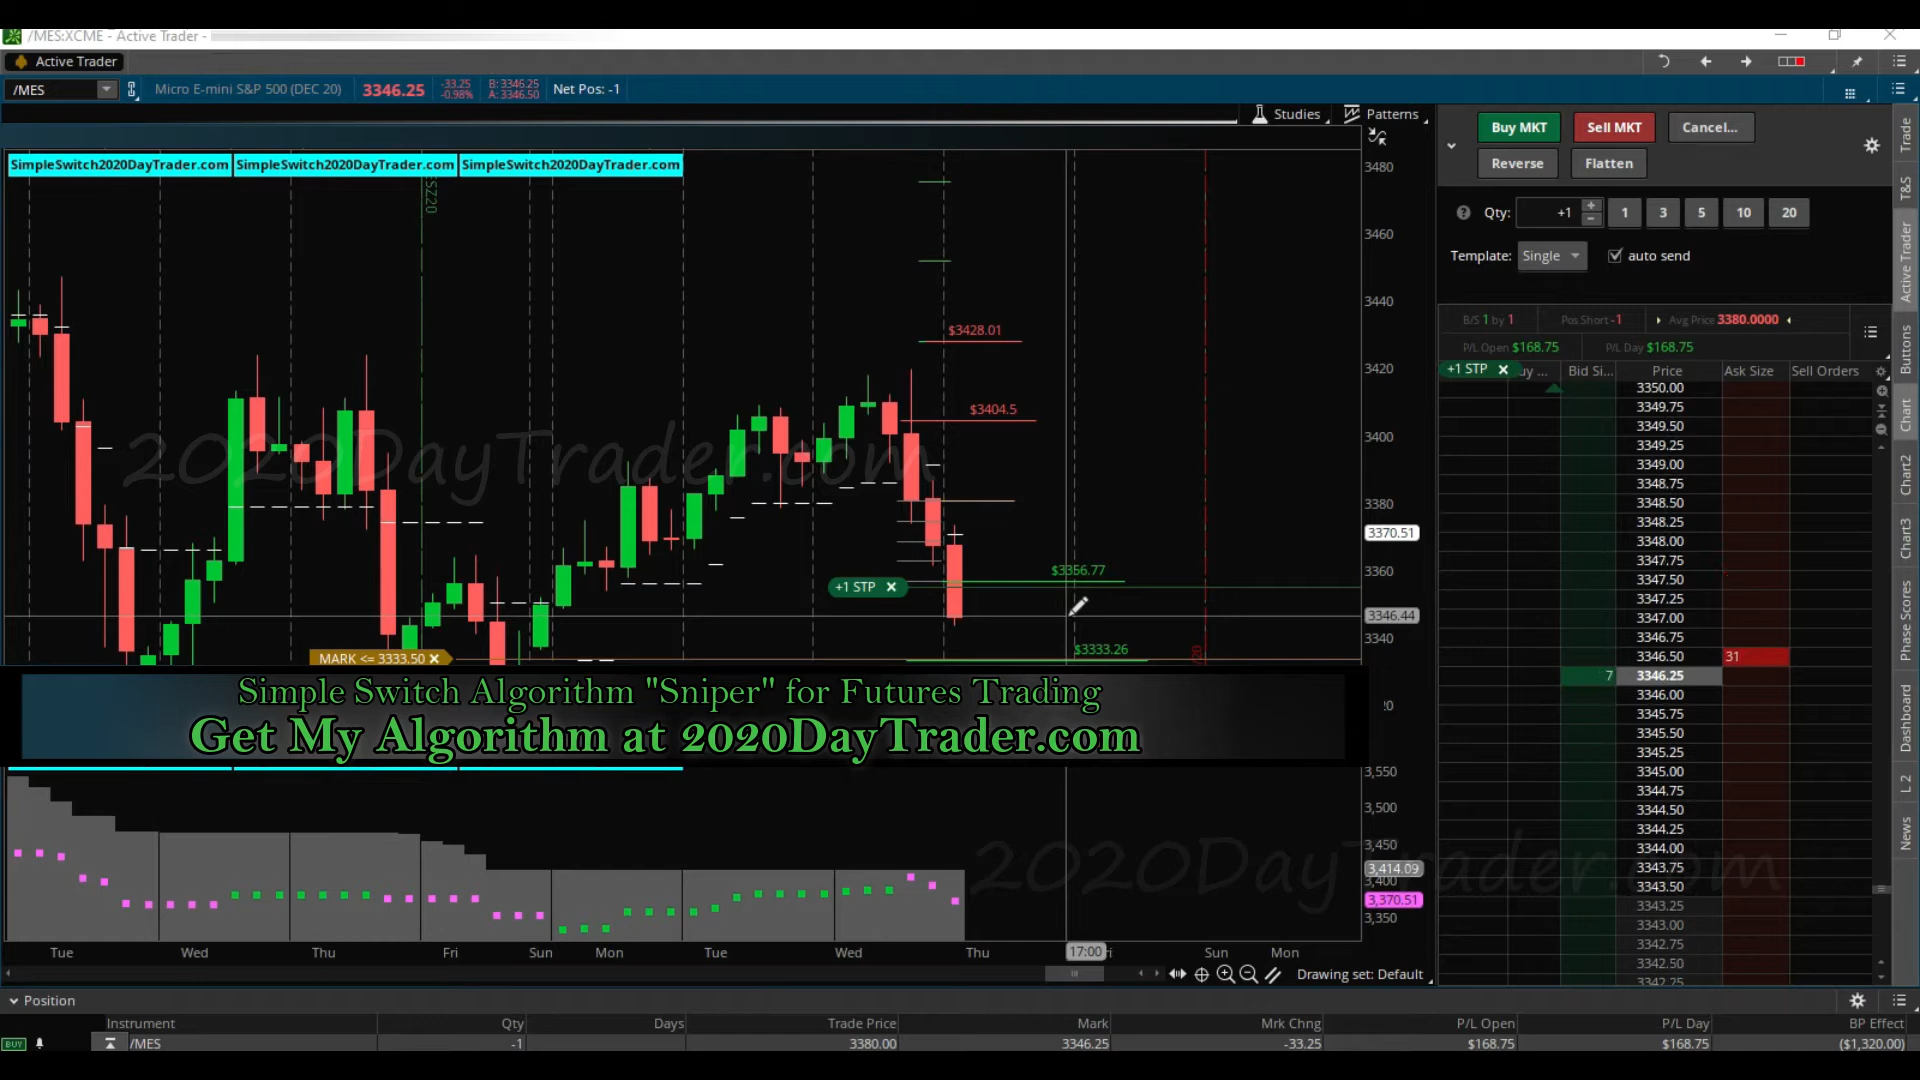 /MES:XCME - Active Trader -
Active Trader
/MES Micro E-mini S&P 500 (DEC 20) 3346.25 -33.25 -0.98% B: 3346.25 A: 3346.50 Net Pos: -1
Studies Patterns
SimpleSwitch2020DayTrader.com SimpleSwitch2020DayTrader.com SimpleSwitch2020DayTrader.com
2020DayTrader.com
$3428.01
$3404.5
$3356.77
+1 STP
$3333.26
MARK <= 3333.50
3480
3460
3440
3420
3400
3380
3370.51
3360
3346.44
3340
Simple Switch Algorithm "Sniper" for Futures Trading
Get My Algorithm at 2020DayTrader.com
3,550
3,500
3,450
3,414.09
3,400
3,370.51
3,350
2020DayTrader.com
Tue Wed Thu Fri Sun Mon Tue Wed Thu 17:00 Sun Mon
Drawing set: Default
Buy MKT Sell MKT Cancel...
Reverse Flatten
Qty: +1 1 3 5 10 20
Template: Single auto send
B/S 1 by 1 Pos Short -1 Avg Price 3380.0000
P/L Open $168.75 P/L Day $168.75
+1 STP Bid Si... Price Ask Size Sell Orders
3350.00
3349.75
3349.50
3349.25
3349.00
3348.75
3348.50
3348.25
3348.00
3347.75
3347.50
3347.25
3347.00
3346.75
3346.50 31
7 3346.25
3346.00
3345.75
3345.50
3345.25
3345.00
3344.75
3344.50
3344.25
3344.00
3343.75
3343.50
3343.25
3343.00
3342.75
3342.50
3342.25
Trade
T&S
Active Trader
Buttons
Chart
Chart2
Chart3
Phase Scores
Dashboard
L 2
News
Position
Instrument Qty Days Trade Price Mark Mrk Chng P/L Open P/L Day BP Effect
BUY /MES -1 3380.00 3346.25 -33.25 $168.75 $168.75 ($1,320.00)